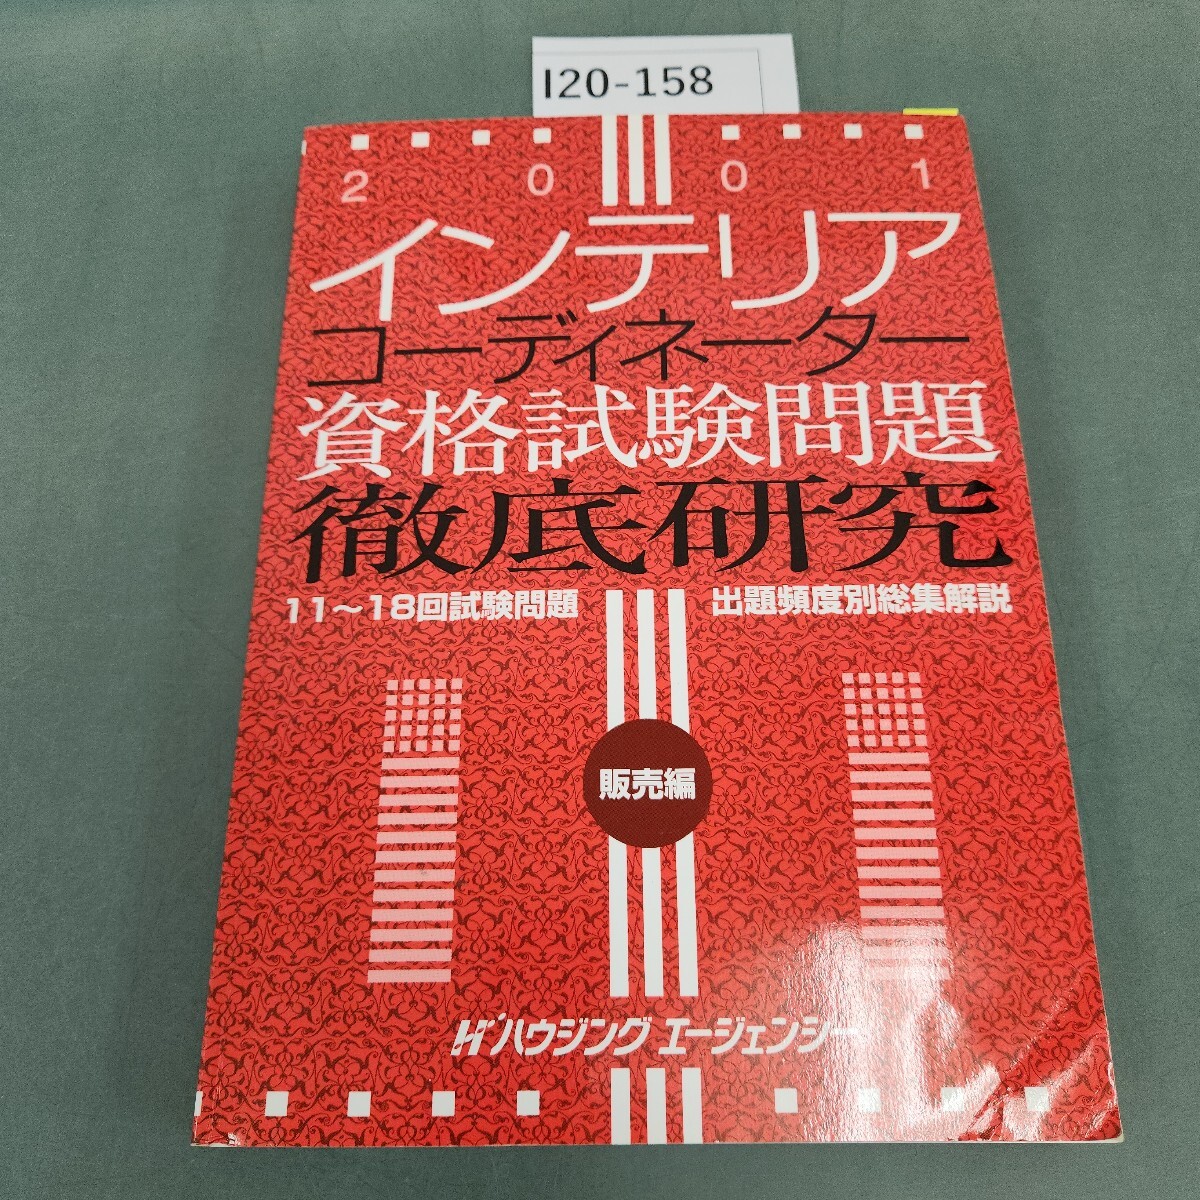 I20-158
2 0 0 1
インテリア
コーディネーター
資格試験問題
徹底研究
11〜18回試験問題 出題頻度別総集解説
販売編
H ハウジング エージェンシー